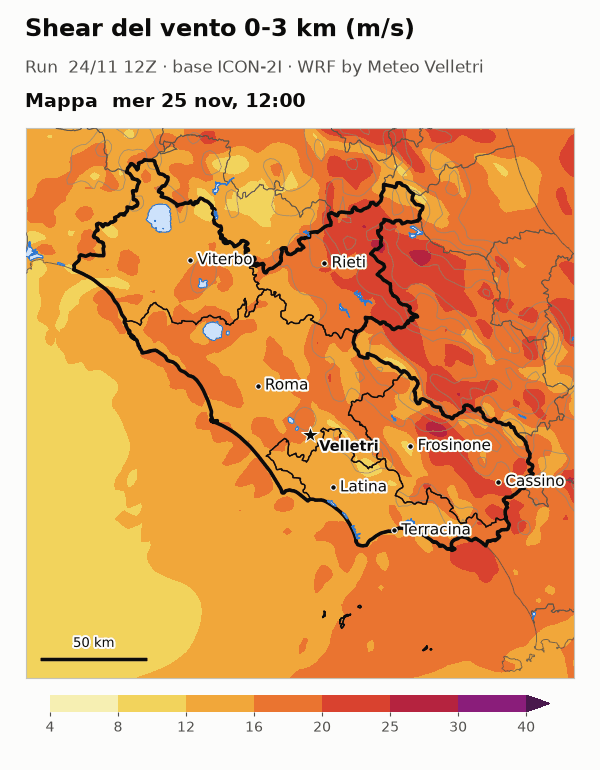 Shear del vento 0-3 km (m/s)
Run  24/11 12Z · base ICON-2I · WRF by Meteo Velletri
Mappa  mer 25 nov, 12:00
Viterbo
Rieti
Roma
Velletri
Frosinone
Cassino
Latina
Terracina
50 km
4 8 12 16 20 25 30 40